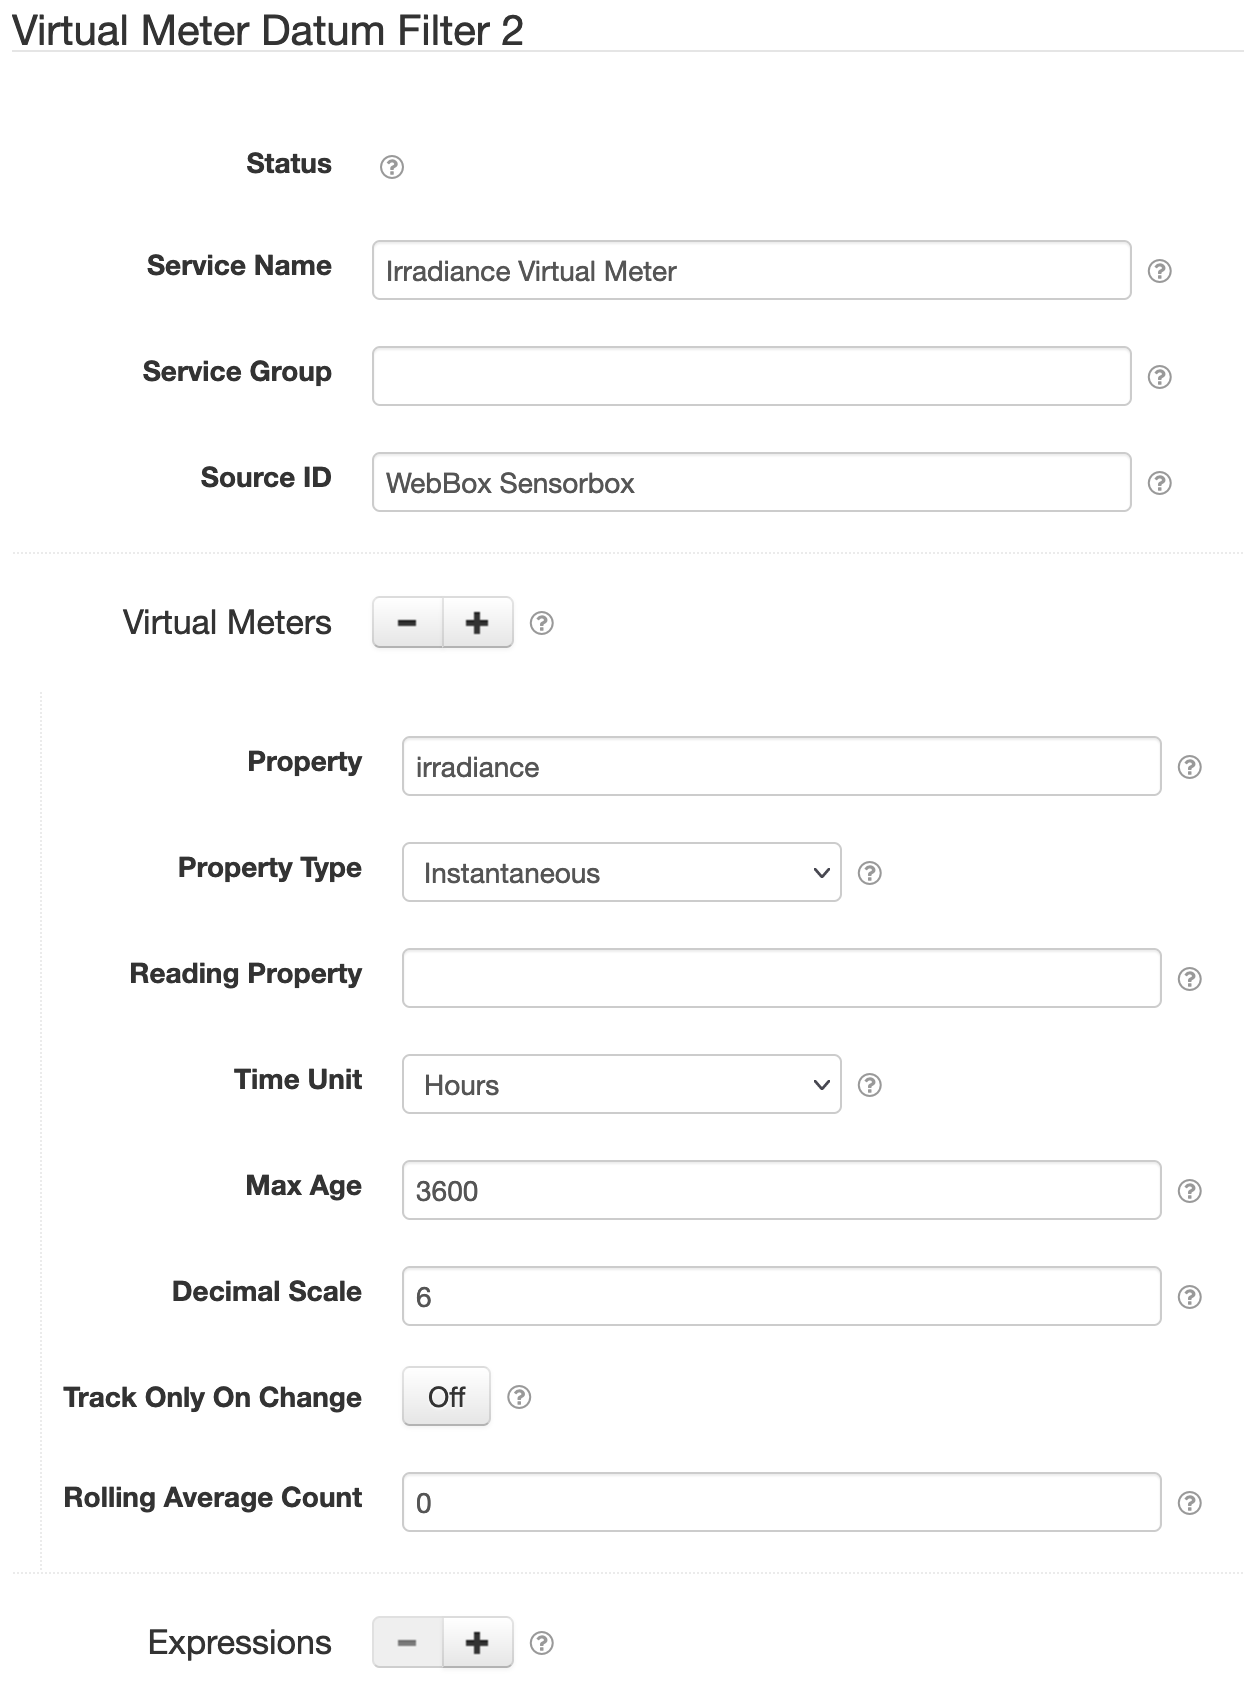 Virtual Meter Datum Filter 2
Status
Service Name Irradiance Virtual Meter
Service Group
Source ID WebBox Sensorbox
Virtual Meters
Property irradiance
Property Type Instantaneous
Reading Property
Time Unit Hours
Max Age 3600
Decimal Scale 6
Track Only On Change Off
Rolling Average Count 0
Expressions